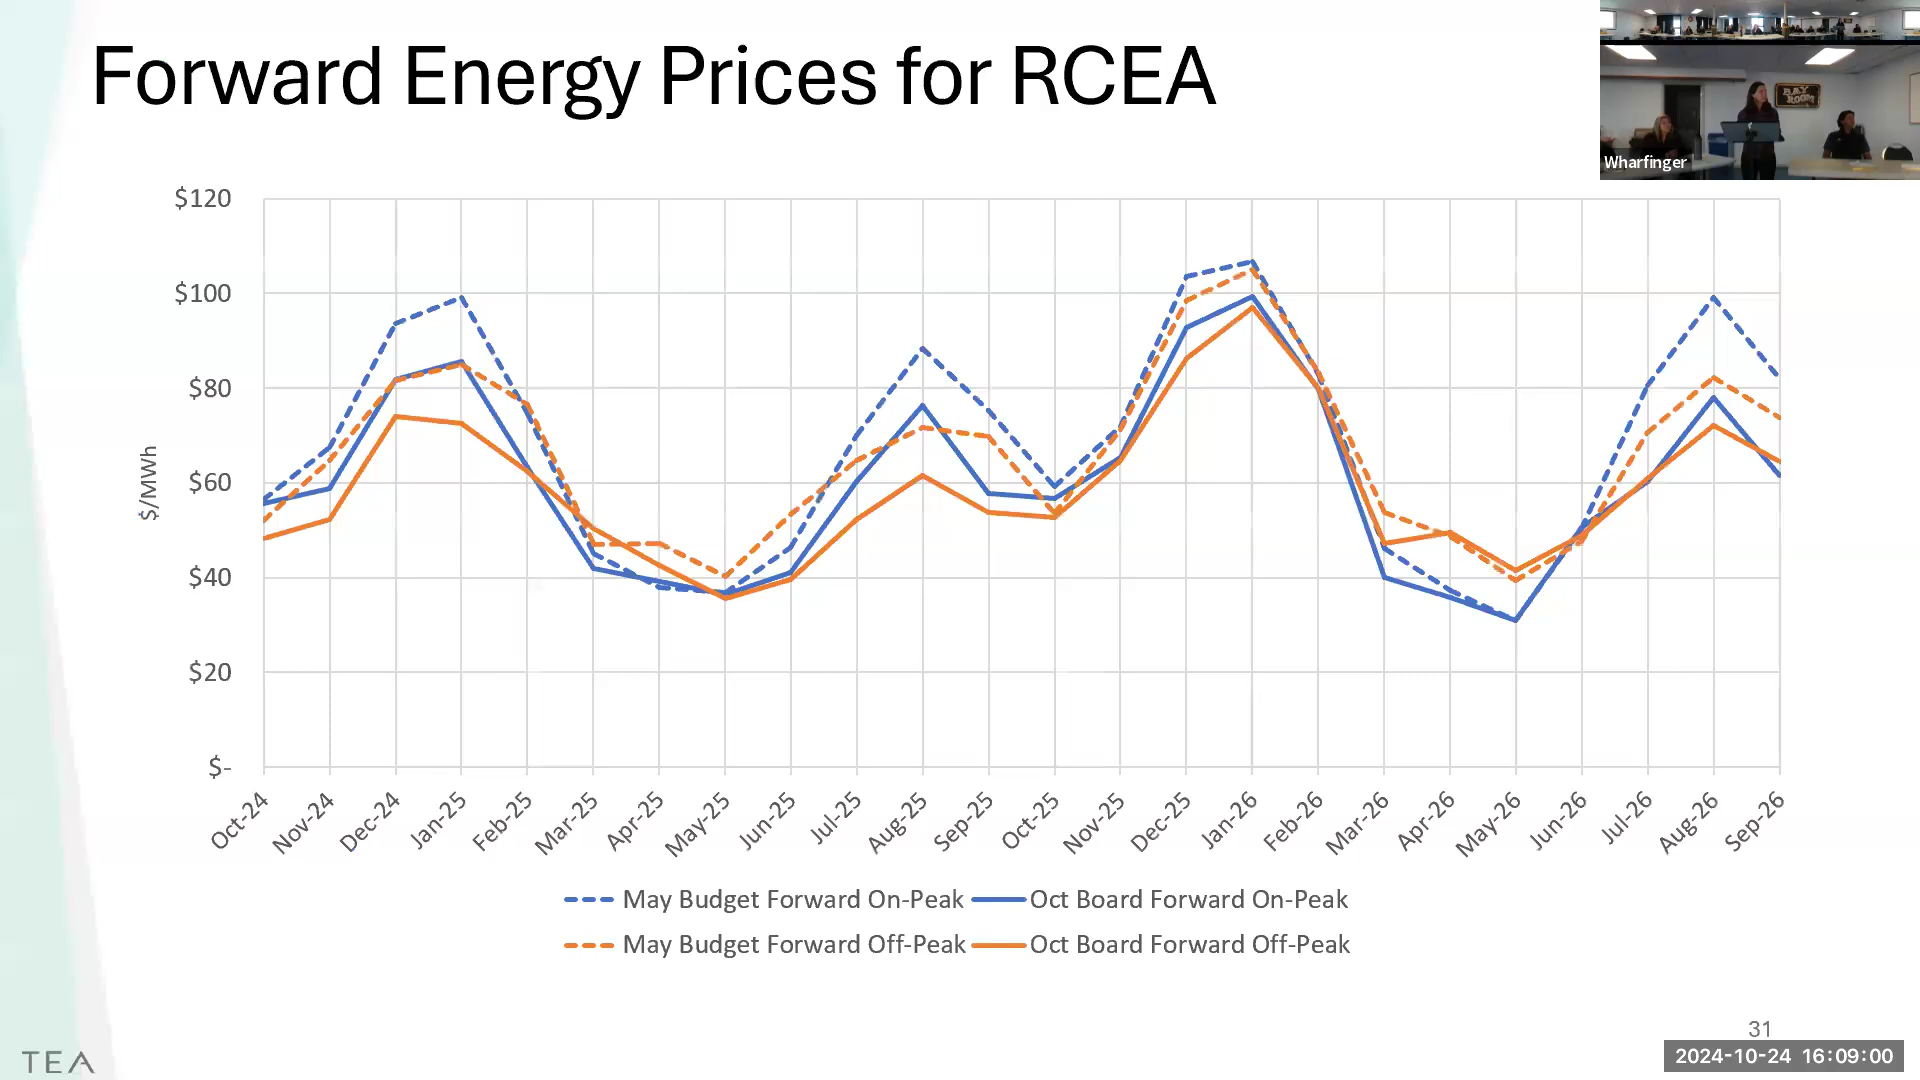 Forward Energy Prices for RCEA
BAY
ROOM
Wharfinger
$120
$100
$80
$60
$40
$20
$-
$/MWh
Oct-24
Nov-24
Dec-24
Jan-25
Feb-25
Mar-25
Apr-25
May-25
Jun-25
Jul-25
Aug-25
Sep-25
Oct-25
Nov-25
Dec-25
Jan-26
Feb-26
Mar-26
Apr-26
May-26
Jun-26
Jul-26
Aug-26
Sep-26
May Budget Forward On-Peak
Oct Board Forward On-Peak
May Budget Forward Off-Peak
Oct Board Forward Off-Peak
31
TEA
2024-10-24 16:09:00